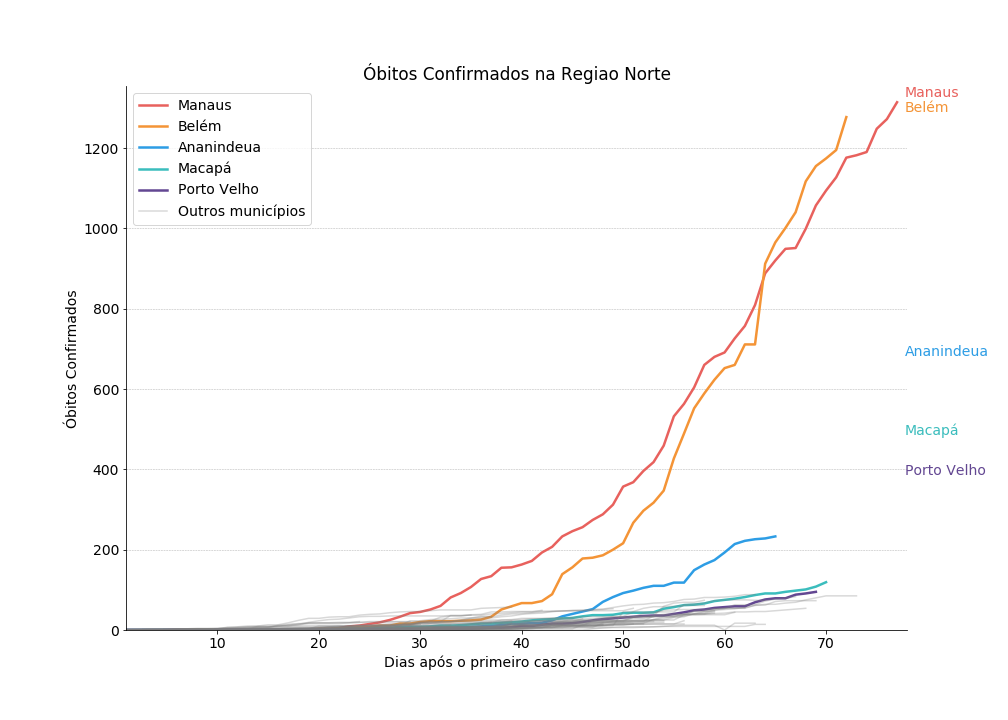 Óbitos Confirmados na Regiao Norte
Manaus
Belém
Ananindeua
Macapá
Porto Velho
Outros municípios
Manaus
Belém
Ananindeua
Macapá
Porto Velho
1200
1000
800
600
400
200
0
Óbitos Confirmados
10 20 30 40 50 60 70
Dias após o primeiro caso confirmado